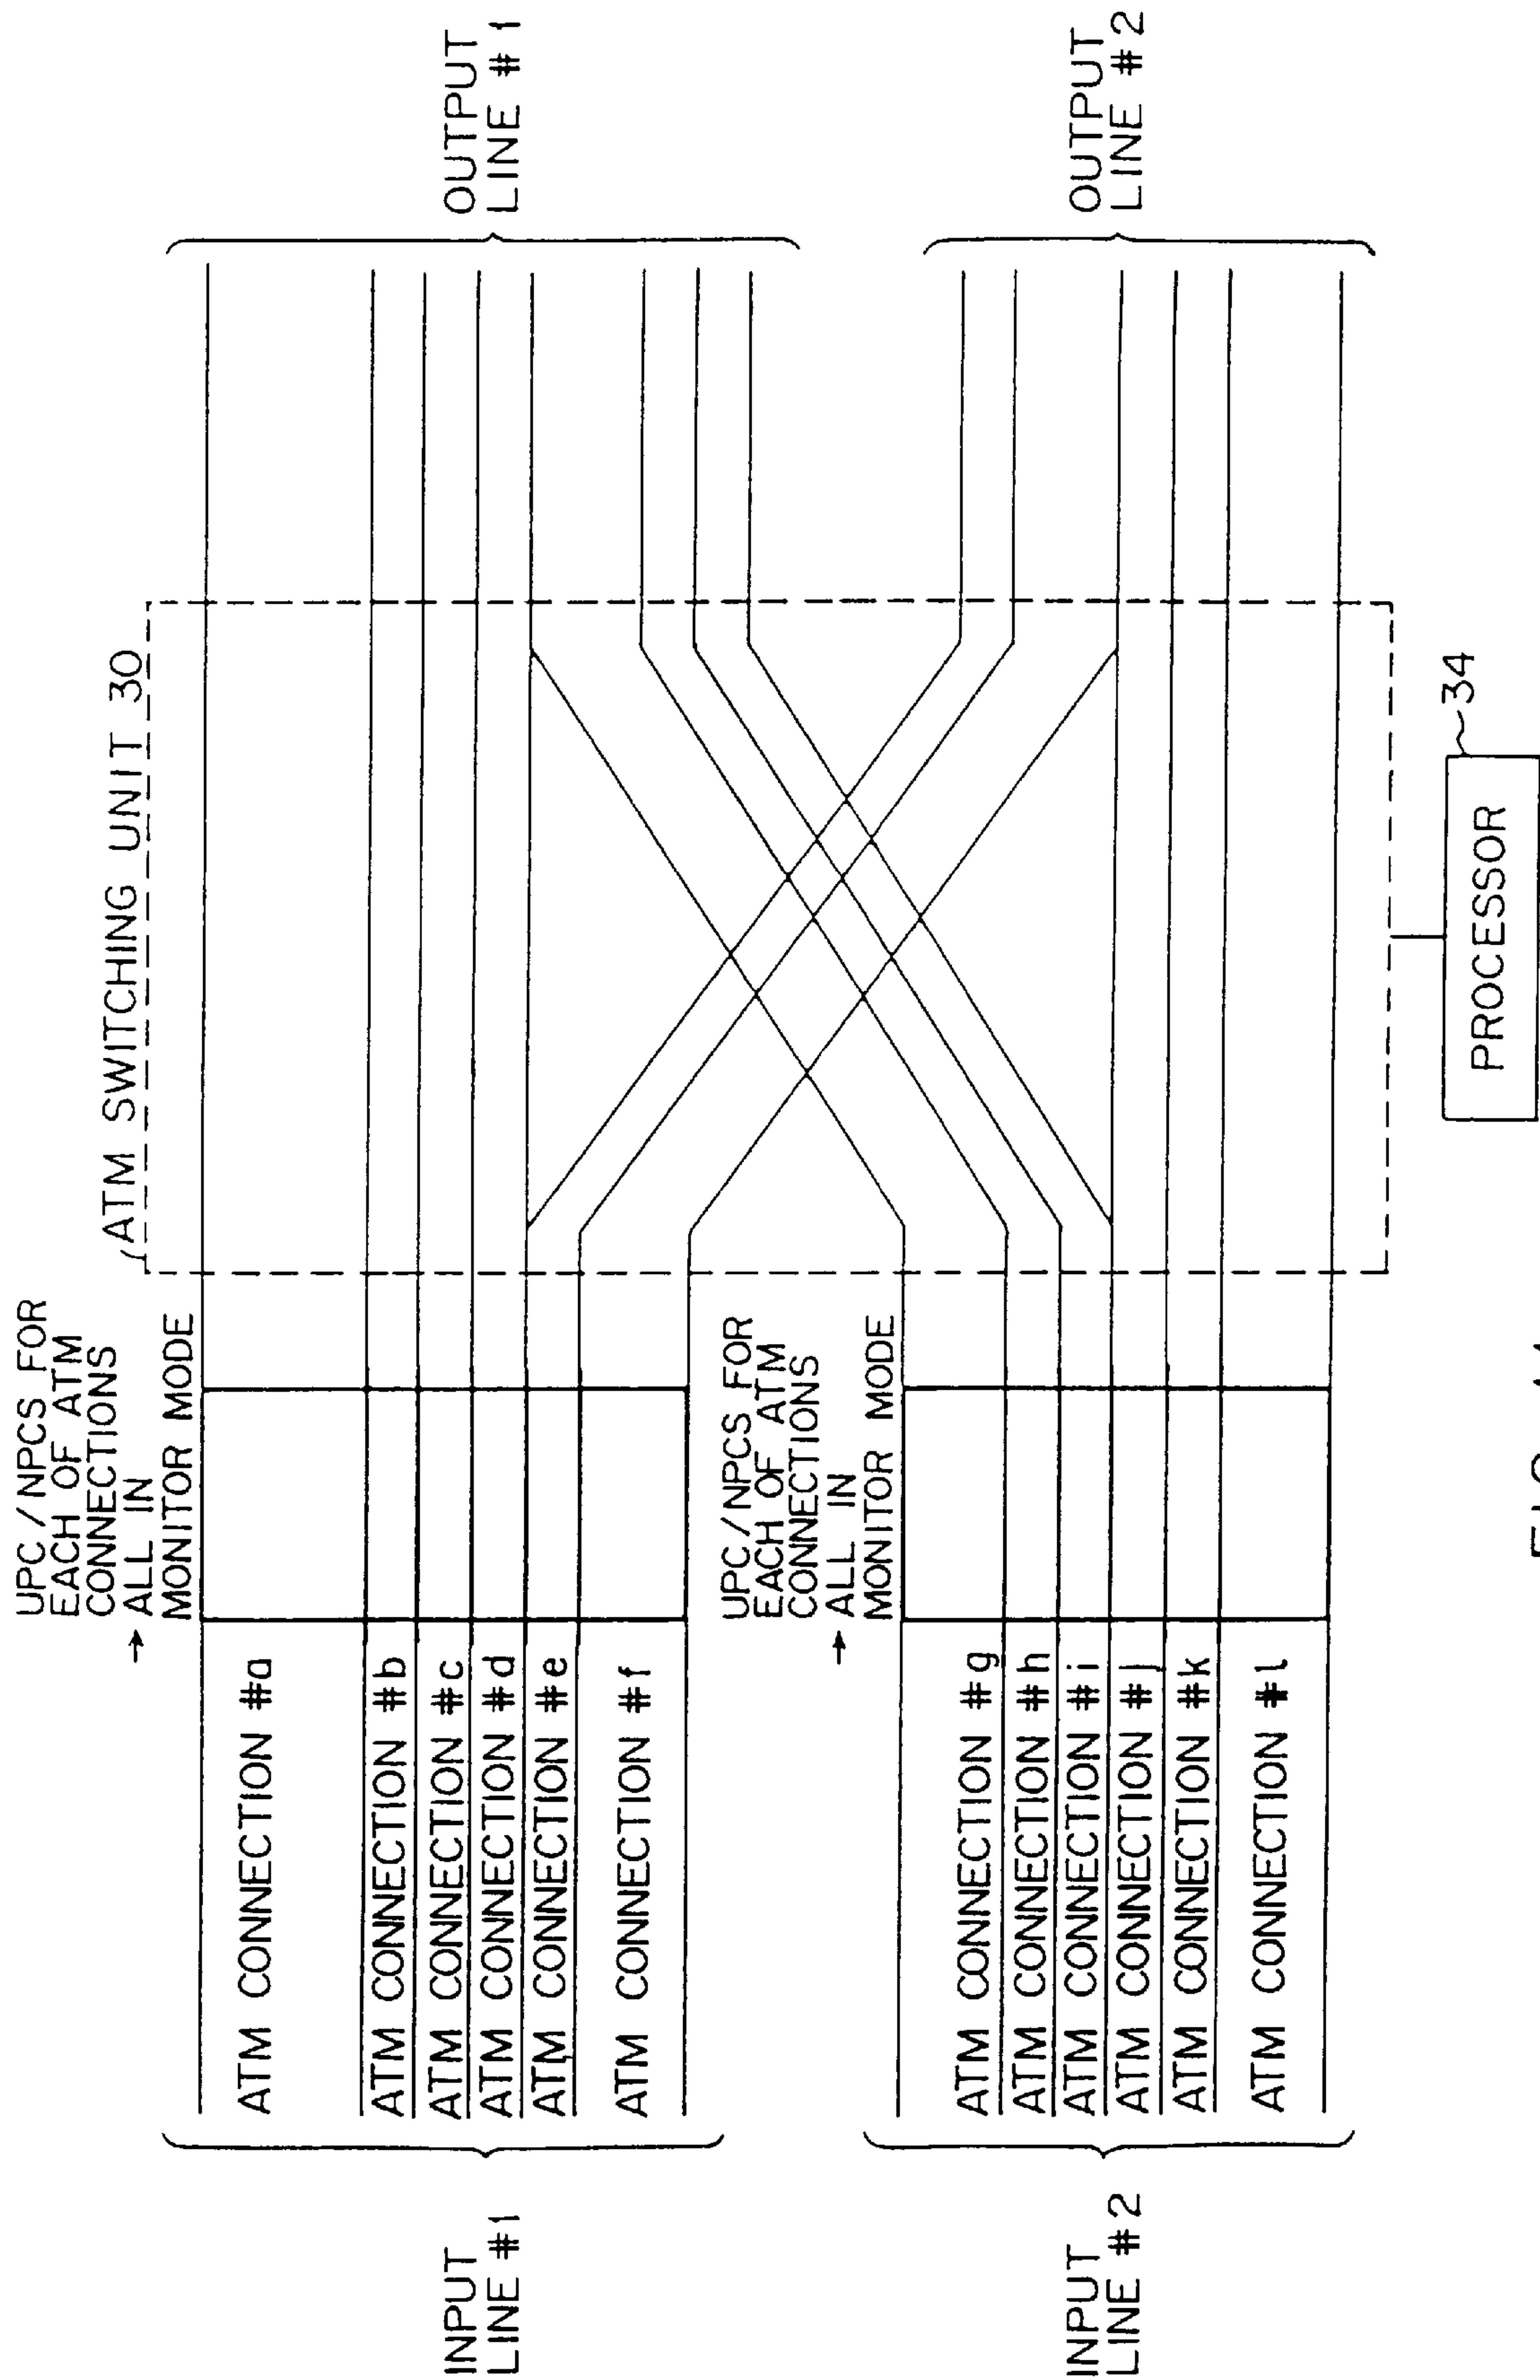 UPC/NPCS FOR
EACH OF ATM
CONNECTIONS
→ ALL IN
MONITOR MODE
ATM SWITCHING UNIT 30
INPUT
LINE #1
ATM CONNECTION #a
ATM CONNECTION #b
ATM CONNECTION #c
ATM CONNECTION #d
ATM CONNECTION #e
ATM CONNECTION #f
OUTPUT
LINE #1
UPC/NPCS FOR
EACH OF ATM
CONNECTIONS
→ ALL IN
MONITOR MODE
INPUT
LINE #2
ATM CONNECTION #g
ATM CONNECTION #h
ATM CONNECTION #i
ATM CONNECTION #j
ATM CONNECTION #k
ATM CONNECTION #l
OUTPUT
LINE #2
PROCESSOR
34